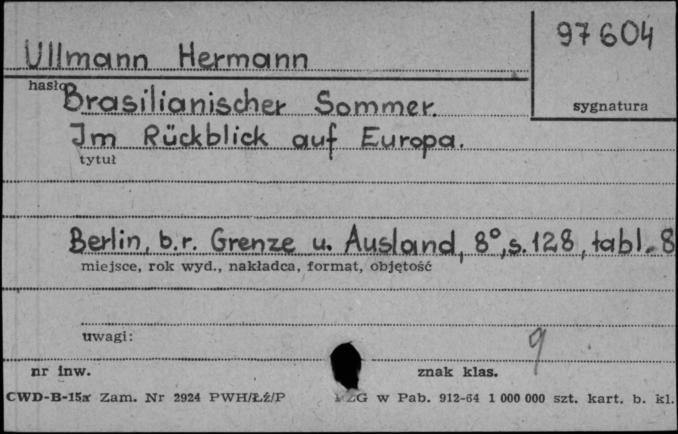 97604
Ullmann Hermann
hasło
sygnatura
Brasilianischer Sommer.
Im Rückblick auf Europa.
tytuł
Berlin, b.r. Grenze u. Ausland, 8°, s. 128, tabl. 8
miejsce, rok wyd., nakładca, format, objętość
uwagi:
9
nr inw.
znak klas.
CWD-B-15a Zam. Nr 2924 PWH/Łź/P w Pab. 912-64 1 000 000 szt. kart. b. kl.